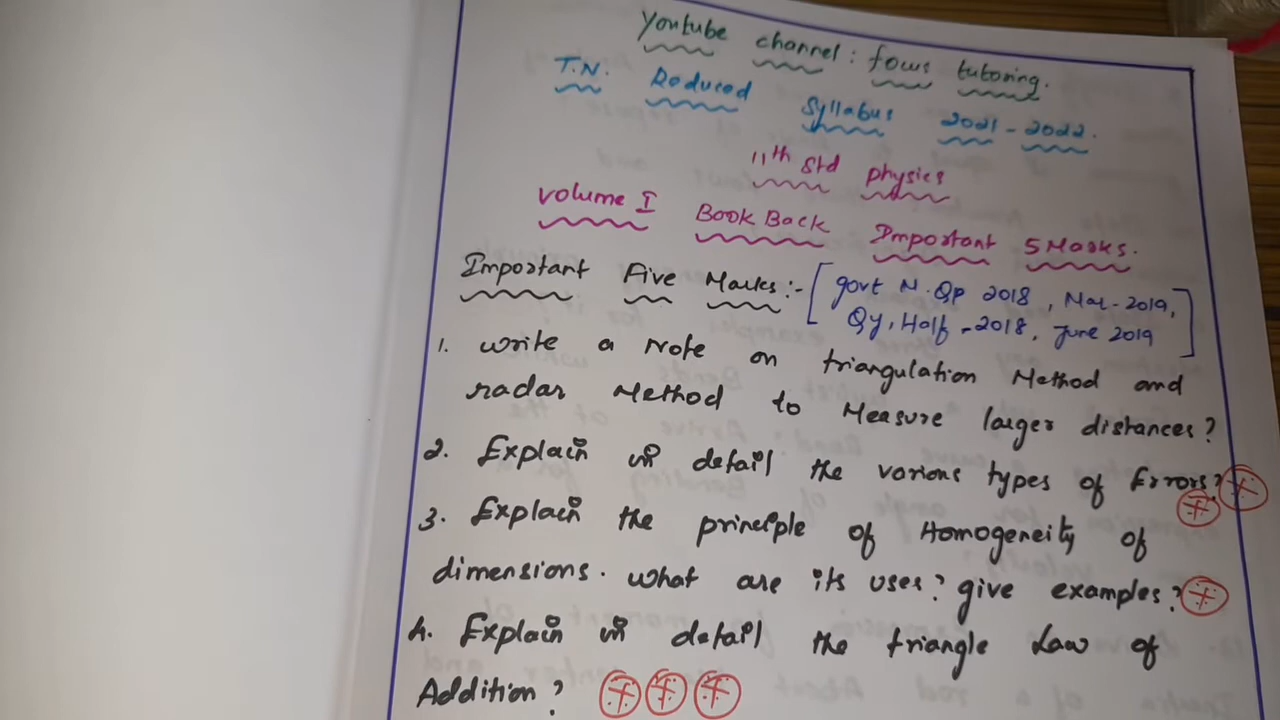 Youtube channel: focus tutoring.
T.N. Reduced Syllabus 2021-2022.
11th Std physics
Volume I Book Back Important 5 Marks.
Important Five Marks:- [govt M.QP 2018, Mar-2019,
Qy, Half-2018, June 2019]
1. Write a Note on triangulation Method and
radar Method to Measure larger distances?
2. Explain in detail the various types of Errors?
3. Explain the principle of Homogeneity of
dimensions. What are its uses? give examples?
4. Explain in detail the triangle Law of
Addition?